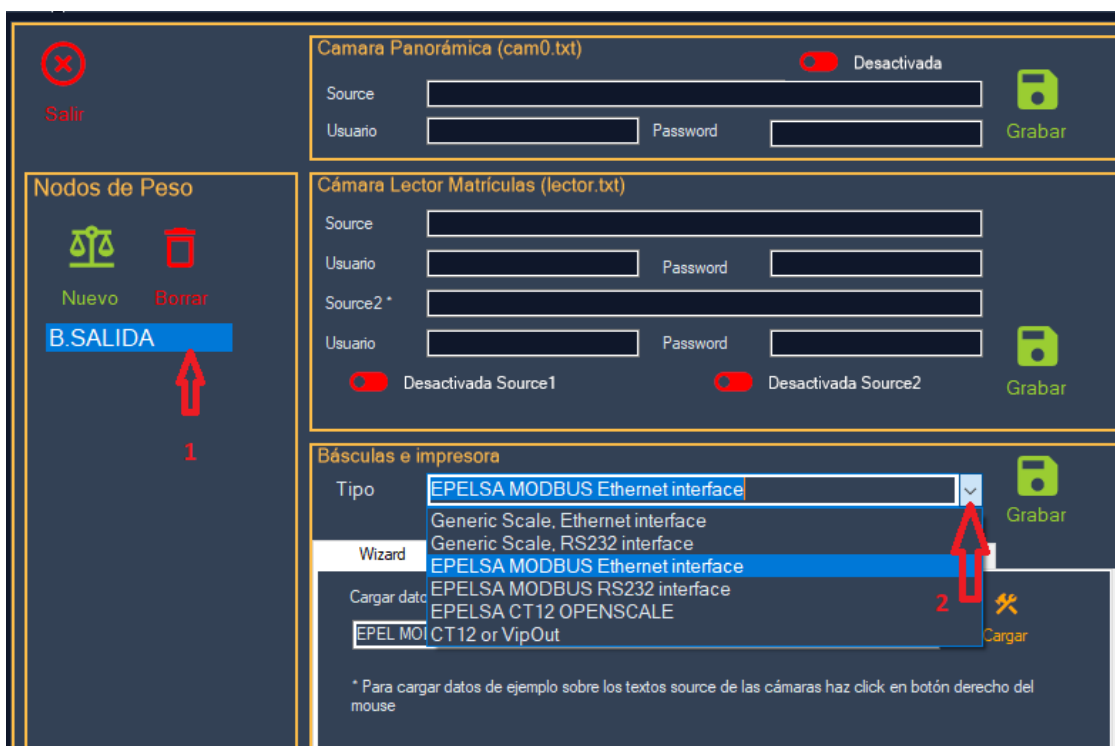 Salir
Camara Panorámica (cam0.txt)
Desactivada
Source
Usuario
Password
Grabar
Nodos de Peso
Nuevo
Borrar
B.SALIDA
1
Cámara Lector Matrículas (lector.txt)
Source
Usuario
Password
Source2 *
Usuario
Password
Desactivada Source1
Desactivada Source2
Grabar
Básculas e impresora
Tipo
EPELSA MODBUS Ethernet interface
Grabar
Generic Scale, Ethernet interface
Generic Scale, RS232 interface
EPELSA MODBUS Ethernet interface
EPELSA MODBUS RS232 interface
EPELSA CT12 OPENSCALE
CT12 or VipOut
2
Wizard
Cargar dato
EPEL MO
Cargar
* Para cargar datos de ejemplo sobre los textos source de las cámaras haz click en botón derecho del
mouse